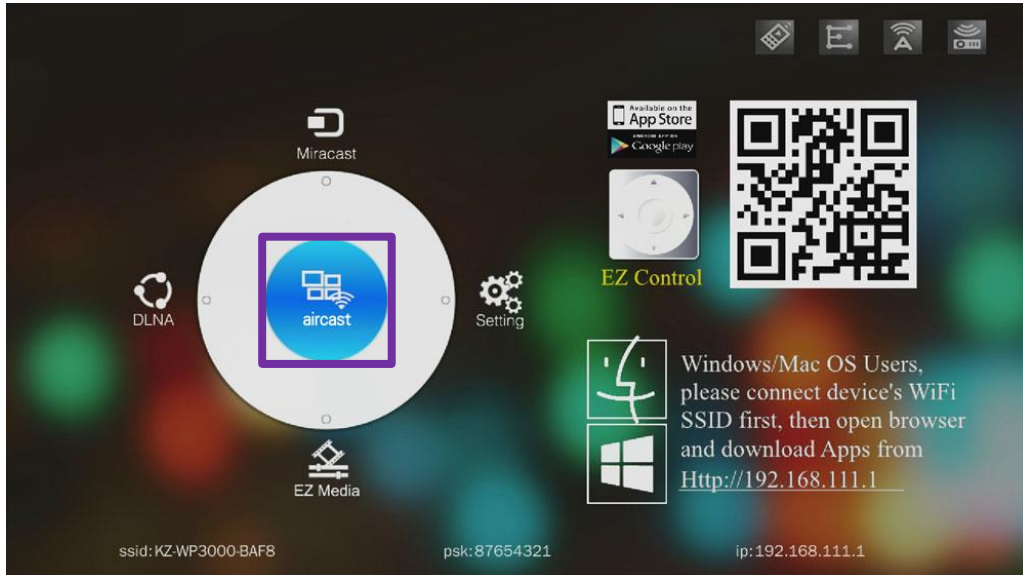 Miracast
DLNA
aircast
Setting
EZ Media
Available on the
App Store
ANDROID APP ON
Google play
EZ Control
Windows/Mac OS Users,
please connect device's WiFi
SSID first, then open browser
and download Apps from
Http://192.168.111.1
ssid:KZ-WP3000-BAF8
psk:87654321
ip:192.168.111.1